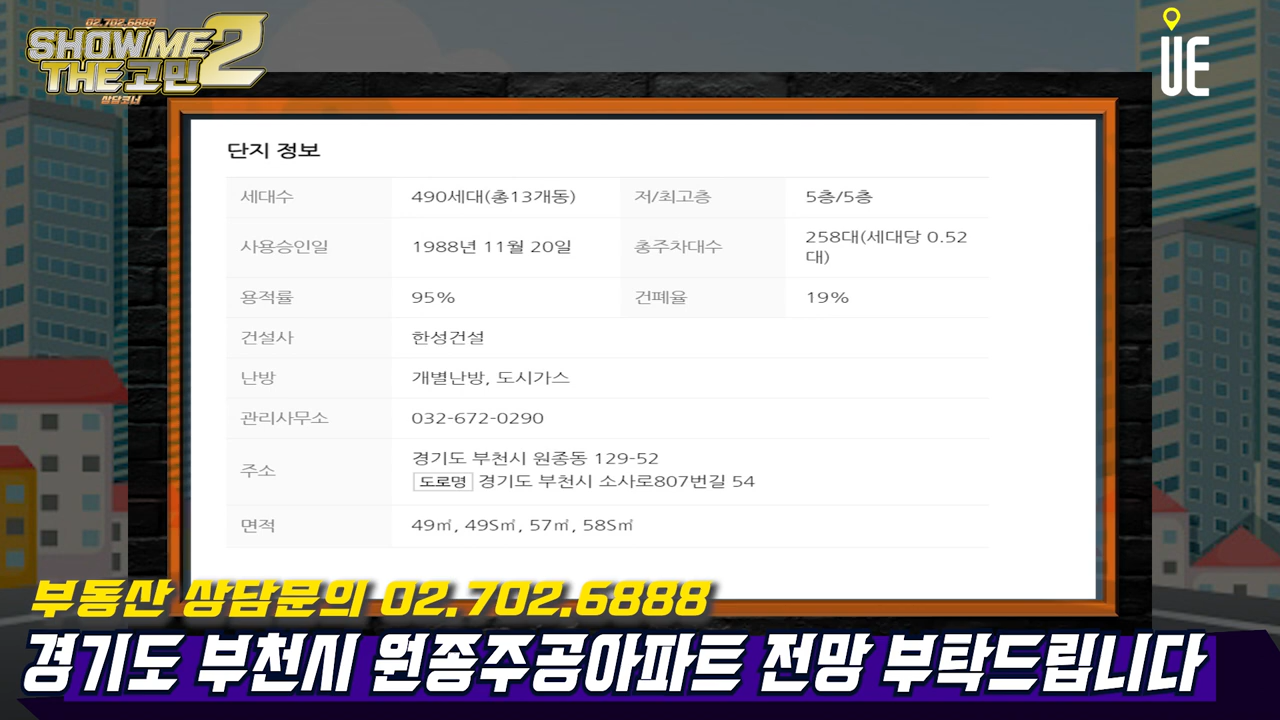 02.702.6888
SHOW ME
THE고민2
상담코너
UE
단지 정보
세대수 490세대(총13개동) 저/최고층 5층/5층
사용승인일 1988년 11월 20일 총주차대수 258대(세대당 0.52
대)
용적률 95% 건폐율 19%
건설사 한성건설
난방 개별난방, 도시가스
관리사무소 032-672-0290
주소 경기도 부천시 원종동 129-52
도로명 경기도 부천시 소사로807번길 54
면적 49㎡, 49S㎡, 57㎡, 58S㎡
부동산 상담문의 02.702.6888
경기도 부천시 원종주공아파트 전망 부탁드립니다